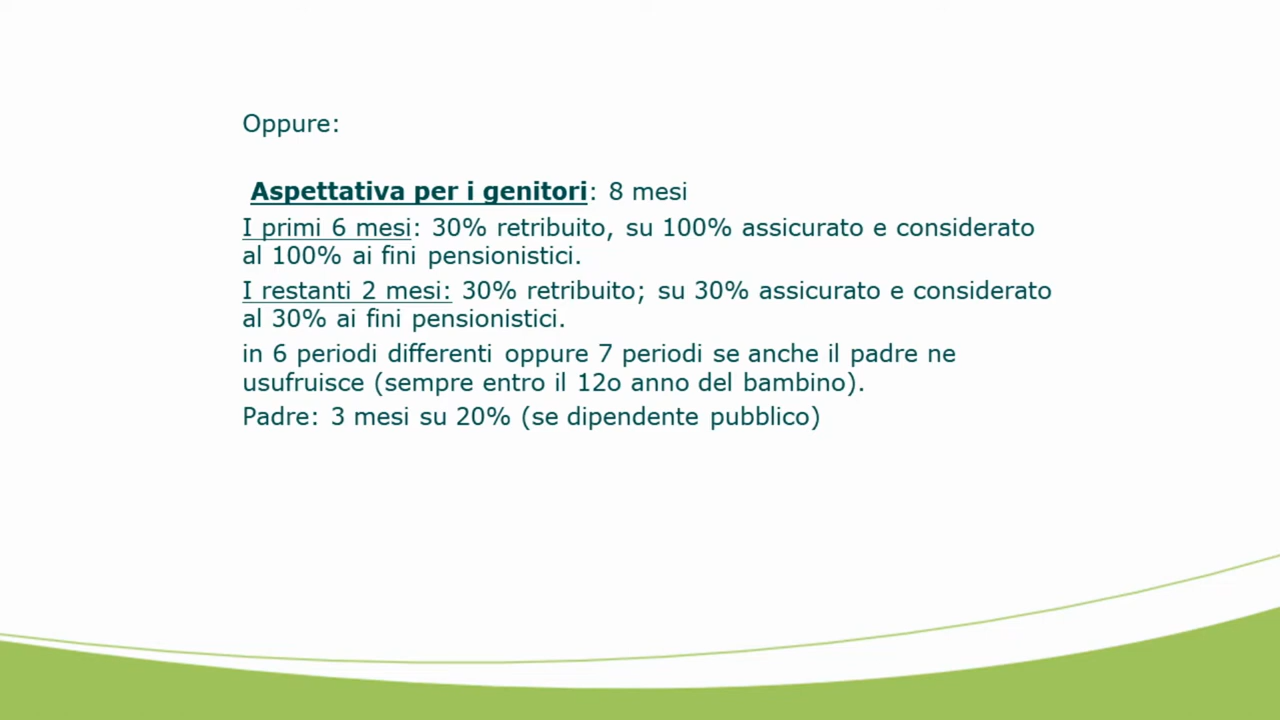 Oppure:
Aspettativa per i genitori: 8 mesi
I primi 6 mesi: 30% retribuito, su 100% assicurato e considerato
al 100% ai fini pensionistici.
I restanti 2 mesi: 30% retribuito; su 30% assicurato e considerato
al 30% ai fini pensionistici.
in 6 periodi differenti oppure 7 periodi se anche il padre ne
usufruisce (sempre entro il 12o anno del bambino).
Padre: 3 mesi su 20% (se dipendente pubblico)